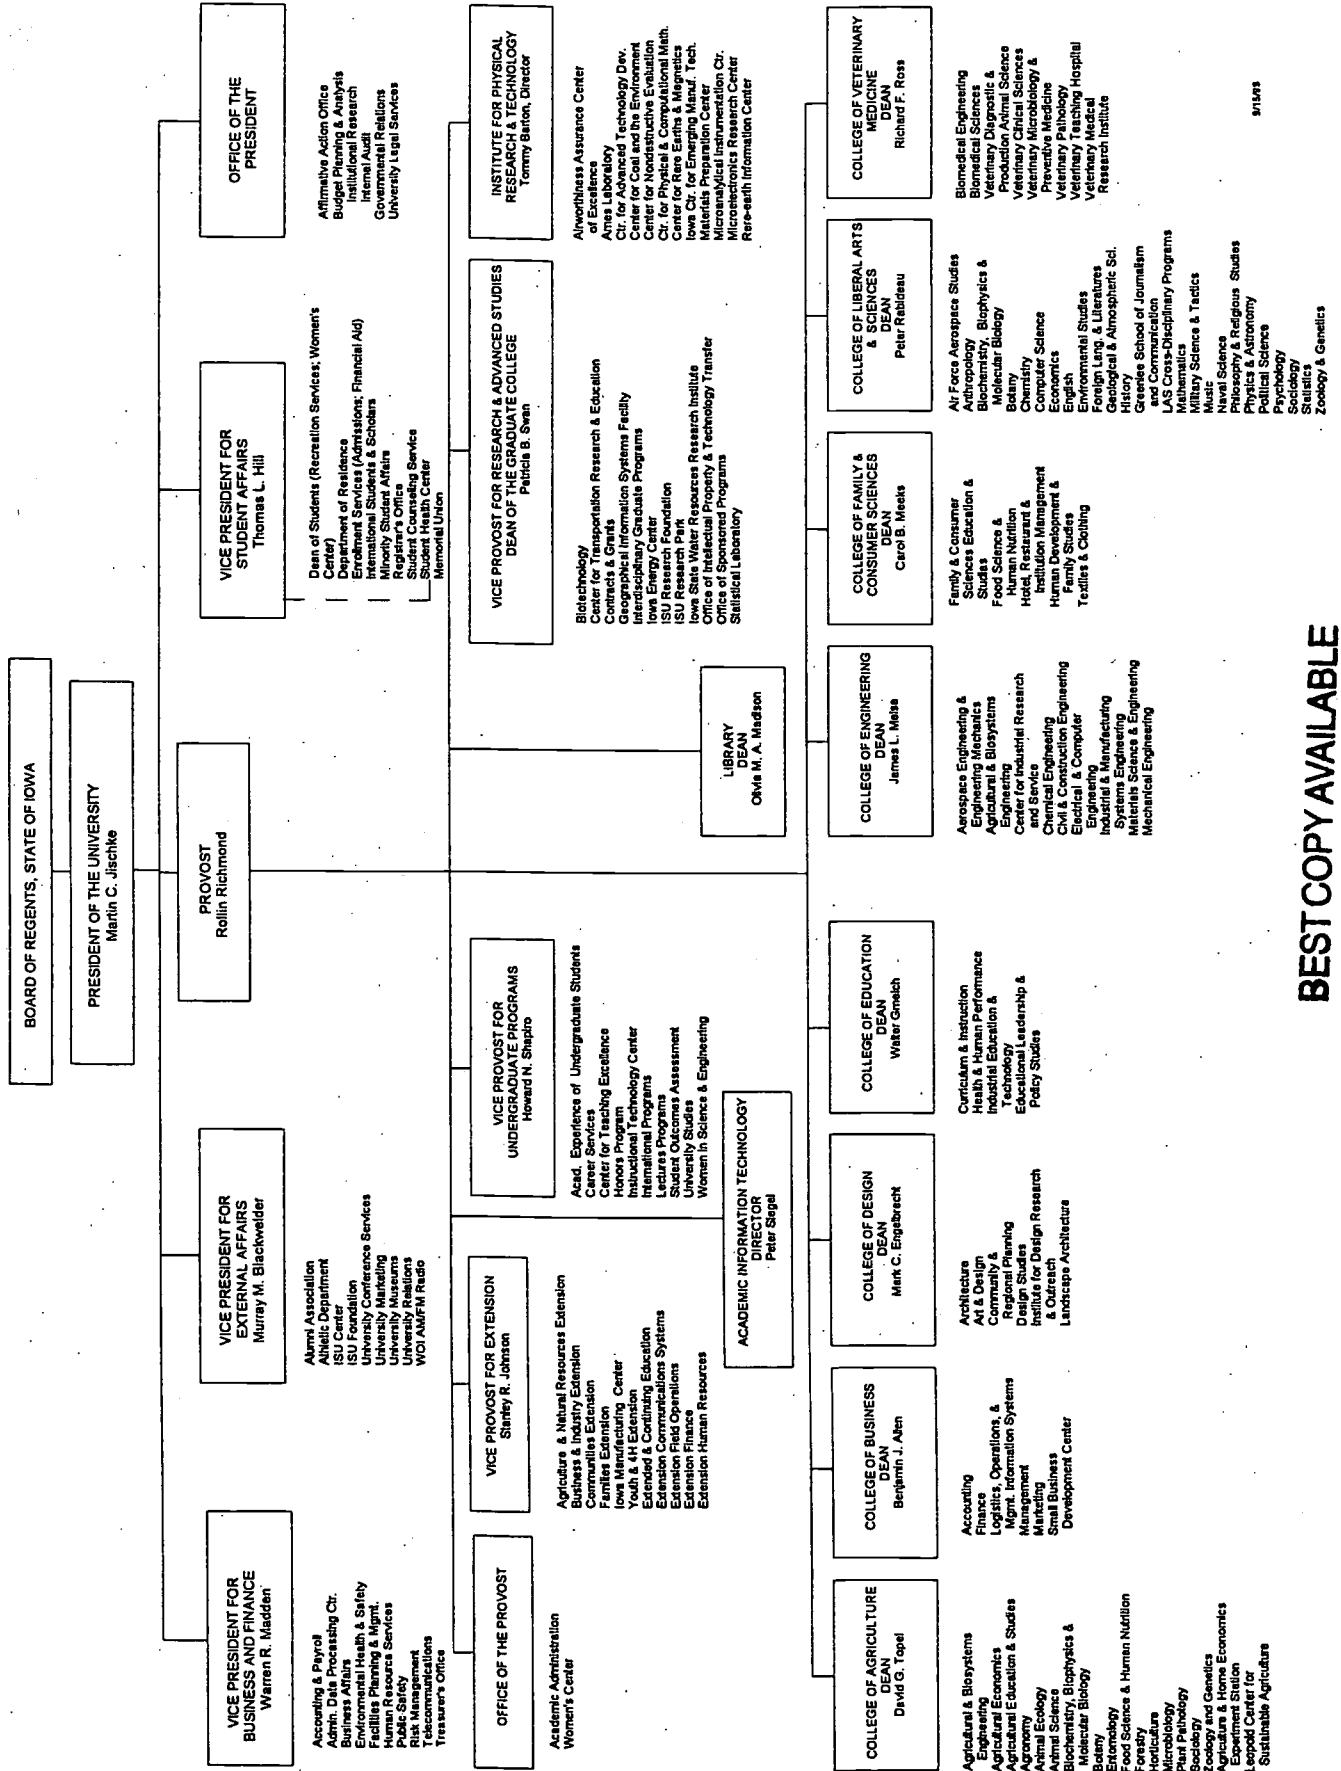 BOARD OF REGENTS, STATE OF IOWA
PRESIDENT OF THE UNIVERSITY
Martin C. Jischke
VICE PRESIDENT FOR
BUSINESS AND FINANCE
Warren R. Madden
Accounting & Payroll
Admin. Data Processing Ctr.
Business Affairs
Environmental Health & Safety
Facilities Planning & Mgmt.
Human Resource Services
Public Safety
Risk Management
Telecommunications
Treasurer's Office
VICE PRESIDENT FOR
EXTERNAL AFFAIRS
Murray M. Blackwelder
Alumni Association
Athletic Department
ISU Center
ISU Foundation
University Conference Services
University Marketing
University Museums
University Relations
WOI AM/FM Radio
PROVOST
Rollin Richmond
VICE PRESIDENT FOR
STUDENT AFFAIRS
Thomas L. Hill
Dean of Students (Recreation Services; Women's
Center)
Department of Residence
Enrollment Services (Admissions; Financial Aid)
International Students & Scholars
Minority Student Affairs
Registrar's Office
Student Counseling Service
Student Health Center
Memorial Union
OFFICE OF THE
PRESIDENT
Affirmative Action Office
Budget Planning & Analysis
Institutional Research
Internal Audit
Governmental Relations
University Legal Services
OFFICE OF THE PROVOST
Academic Administration
Women's Center
VICE PROVOST FOR EXTENSION
Stanley R. Johnson
Agriculture & Natural Resources Extension
Business & Industry Extension
Communities Extension
Families Extension
Iowa Manufacturing Center
Youth & 4H Extension
Extended & Continuing Education
Extension Communications Systems
Extension Field Operations
Extension Finance
Extension Human Resources
VICE PROVOST FOR
UNDERGRADUATE PROGRAMS
Howard N. Shapiro
Acad. Experience of Undergraduate Students
Career Services
Center for Teaching Excellence
Honors Program
Instructional Technology Center
International Programs
Lectures Programs
Student Outcomes Assessment
University Studies
Women in Science & Engineering
VICE PROVOST FOR RESEARCH & ADVANCED STUDIES
DEAN OF THE GRADUATE COLLEGE
Patricia B. Swan
Biotechnology
Center for Transportation Research & Education
Contracts & Grants
Geographical Information Systems Facility
Interdisciplinary Graduate Programs
Iowa Energy Center
ISU Research Foundation
ISU Research Park
Iowa State Water Resources Research Institute
Office of Intellectual Property & Technology Transfer
Office of Sponsored Programs
Statistical Laboratory
INSTITUTE FOR PHYSICAL
RESEARCH & TECHNOLOGY
Tommy Barton, Director
Airworthiness Assurance Center
of Excellence
Ames Laboratory
Ctr. for Advanced Technology Dev.
Center for Coal and the Environment
Center for Nondestructive Evaluation
Ctr. for Physical & Computational Math.
Center for Rare Earths & Magnetics
Iowa Ctr. for Emerging Manuf. Tech.
Materials Preparation Center
Microanalytical Instrumentation Ctr.
Microelectronics Research Center
Rare-earth Information Center
ACADEMIC INFORMATION TECHNOLOGY
DIRECTOR
Peter Siegel
LIBRARY
DEAN
Olivia M. A. Madison
COLLEGE OF AGRICULTURE
DEAN
David G. Topel
Agricultural & Biosystems
Engineering
Agricultural Economics
Agricultural Education & Studies
Agronomy
Animal Ecology
Animal Science
Biochemistry, Biophysics &
Molecular Biology
Botany
Entomology
Food Science & Human Nutrition
Forestry
Horticulture
Microbiology
Plant Pathology
Sociology
Zoology and Genetics
Agriculture & Home Economics
Experiment Station
Leopold Center for
Sustainable Agriculture
COLLEGE OF BUSINESS
DEAN
Benjamin J. Allen
Accounting
Finance
Logistics, Operations, &
Mgmt. Information Systems
Management
Marketing
Small Business
Development Center
COLLEGE OF DESIGN
DEAN
Mark C. Engelbrecht
Architecture
Art & Design
Community &
Regional Planning
Design Studies
Institute for Design Research
& Outreach
Landscape Architecture
COLLEGE OF EDUCATION
DEAN
Walter Gmelch
Curriculum & Instruction
Health & Human Performance
Industrial Education &
Technology
Educational Leadership &
Policy Studies
COLLEGE OF ENGINEERING
DEAN
James L. Melsa
Aerospace Engineering &
Engineering Mechanics
Agricultural & Biosystems
Engineering
Center for Industrial Research
and Service
Chemical Engineering
Civil & Construction Engineering
Electrical & Computer
Engineering
Industrial & Manufacturing
Systems Engineering
Materials Science & Engineering
Mechanical Engineering
COLLEGE OF FAMILY &
CONSUMER SCIENCES
DEAN
Carol B. Meeks
Family & Consumer
Sciences Education &
Studies
Food Science &
Human Nutrition
Hotel, Restaurant &
Institution Management
Human Development &
Family Studies
Textiles & Clothing
COLLEGE OF LIBERAL ARTS
& SCIENCES
DEAN
Peter Rabideau
Air Force Aerospace Studies
Anthropology
Biochemistry, Biophysics &
Molecular Biology
Botany
Chemistry
Computer Science
Economics
English
Environmental Studies
Foreign Lang. & Literatures
Geological & Atmospheric Sci.
History
Greenlee School of Journalism
and Communication
LAS Cross-Disciplinary Programs
Mathematics
Military Science & Tactics
Music
Naval Science
Philosophy & Religious Studies
Physics & Astronomy
Political Science
Psychology
Sociology
Statistics
Zoology & Genetics
COLLEGE OF VETERINARY
MEDICINE
DEAN
Richard F. Ross
Biomedical Engineering
Biomedical Sciences
Veterinary Diagnostic &
Production Animal Science
Veterinary Clinical Sciences
Veterinary Microbiology &
Preventive Medicine
Veterinary Pathology
Veterinary Teaching Hospital
Veterinary Medical
Research Institute
BEST COPY AVAILABLE